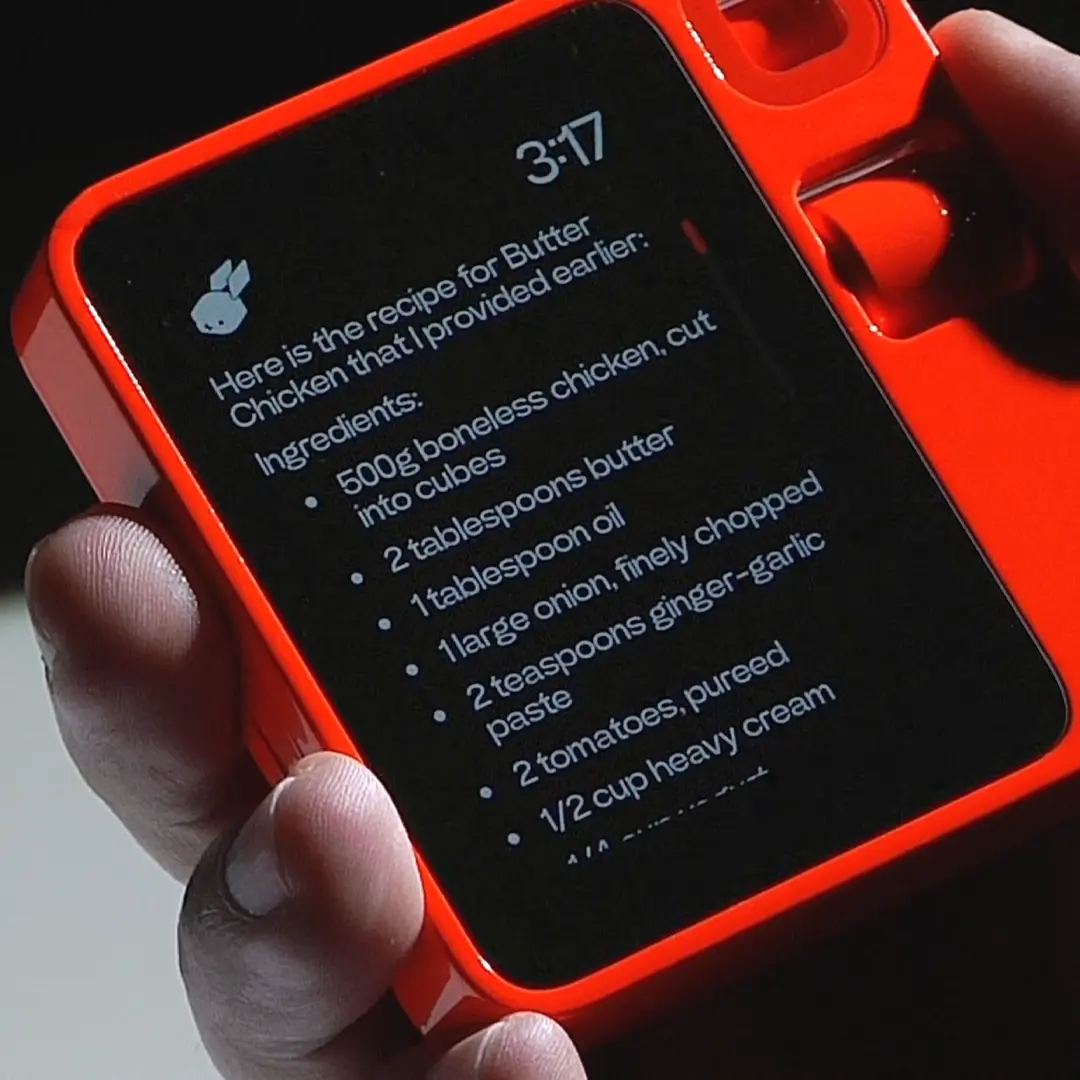 3:17
Here is the recipe for Butter
Chicken that I provided earlier:
Ingredients:
• 500g boneless chicken, cut
into cubes
• 2 tablespoons butter
• 1 tablespoon oil
• 1 large onion, finely chopped
• 2 teaspoons ginger-garlic
paste
• 2 tomatoes, pureed
• 1/2 cup heavy cream